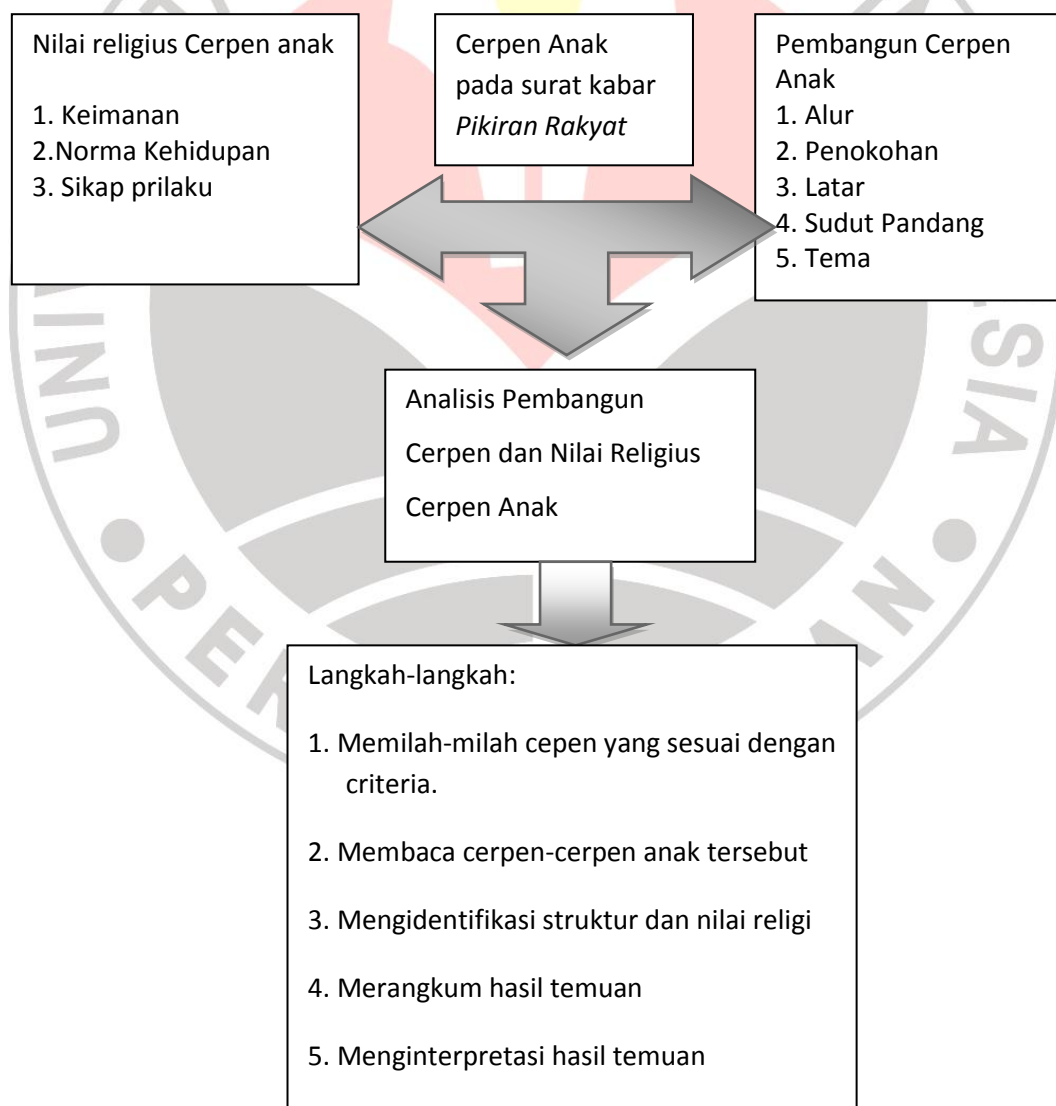 Nilai religius Cerpen anak
1. Keimanan
2.Norma Kehidupan
3. Sikap prilaku
Cerpen Anak
pada surat kabar
Pikiran Rakyat
Pembangun Cerpen
Anak
1. Alur
2. Penokohan
3. Latar
4. Sudut Pandang
5. Tema
Analisis Pembangun
Cerpen dan Nilai Religius
Cerpen Anak
Langkah-langkah:
1. Memilah-milah cepen yang sesuai dengan
criteria.
2. Membaca cerpen-cerpen anak tersebut
3. Mengidentifikasi struktur dan nilai religi
4. Merangkum hasil temuan
5. Menginterpretasi hasil temuan